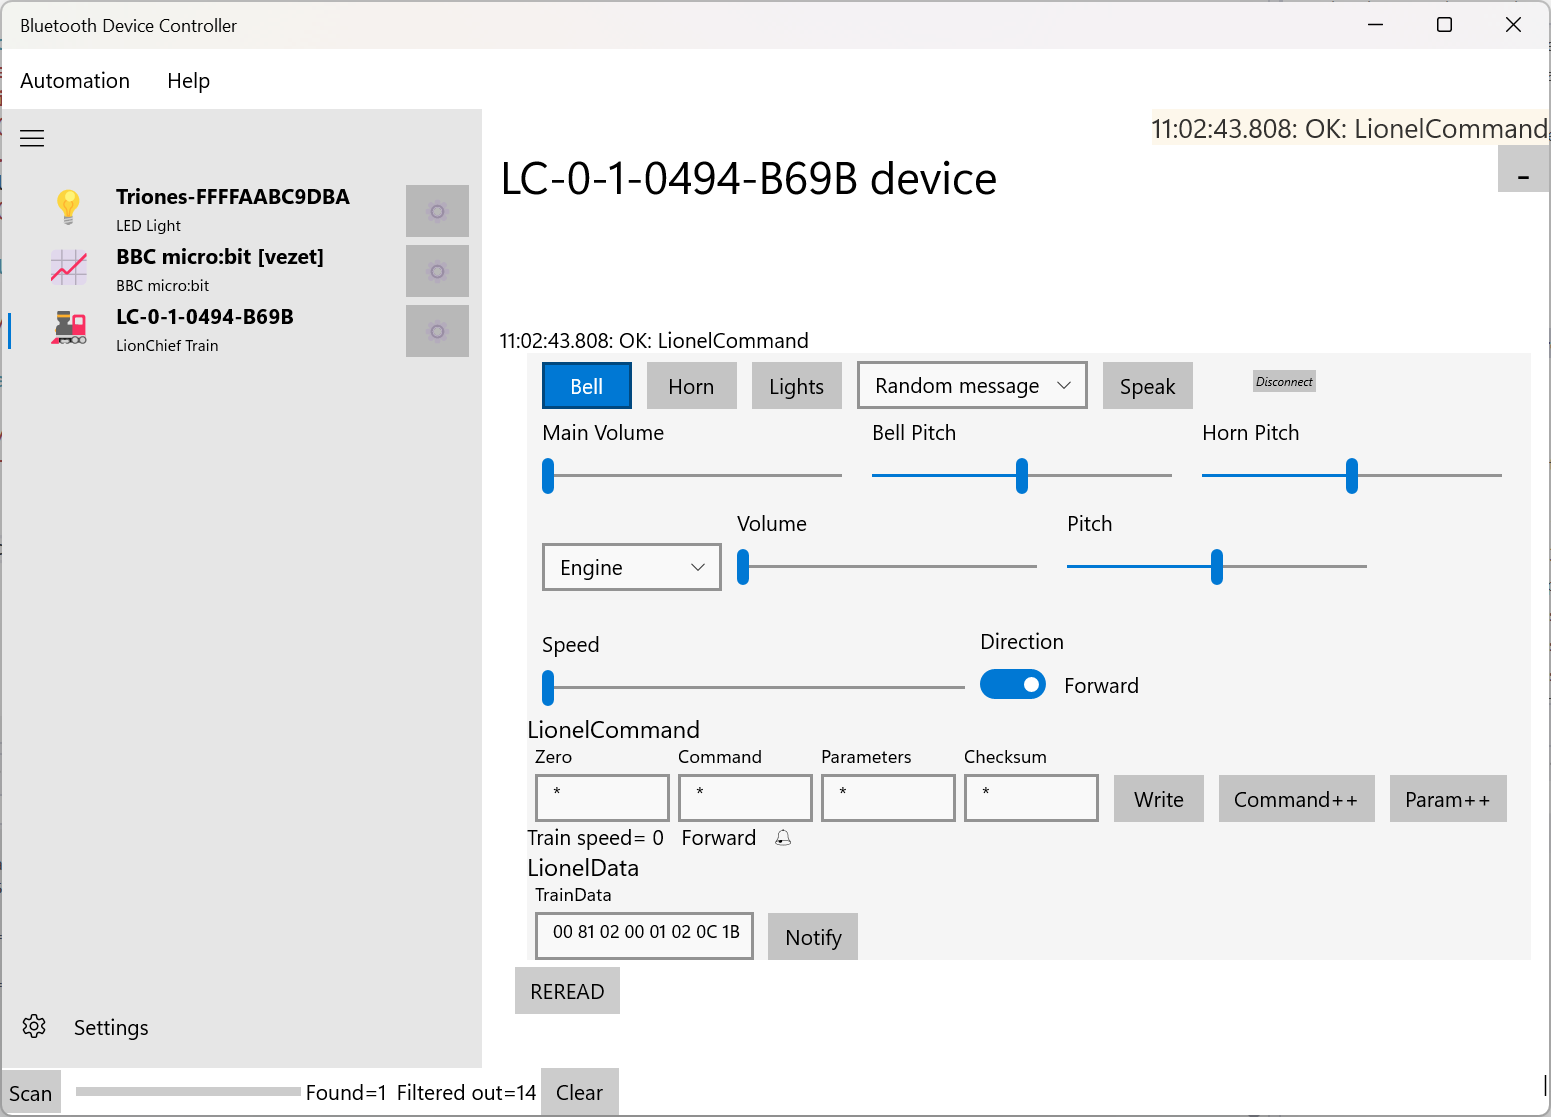 Bluetooth Device Controller
Automation Help
11:02:43.808: OK: LionelCommand
-
LC-0-1-0494-B69B device
Triones-FFFFAABC9DBA
LED Light
BBC micro:bit [vezet]
BBC micro:bit
LC-0-1-0494-B69B
LionChief Train
11:02:43.808: OK: LionelCommand
Bell Horn Lights Random message Speak Disconnect
Main Volume Bell Pitch Horn Pitch
Volume Pitch
Engine
Speed Direction
Forward
LionelCommand
Zero Command Parameters Checksum
* * * * Write Command++ Param++
Train speed= 0 Forward
LionelData
TrainData
00 81 02 00 01 02 0C 1B Notify
REREAD
Settings
Scan Found=1 Filtered out=14 Clear